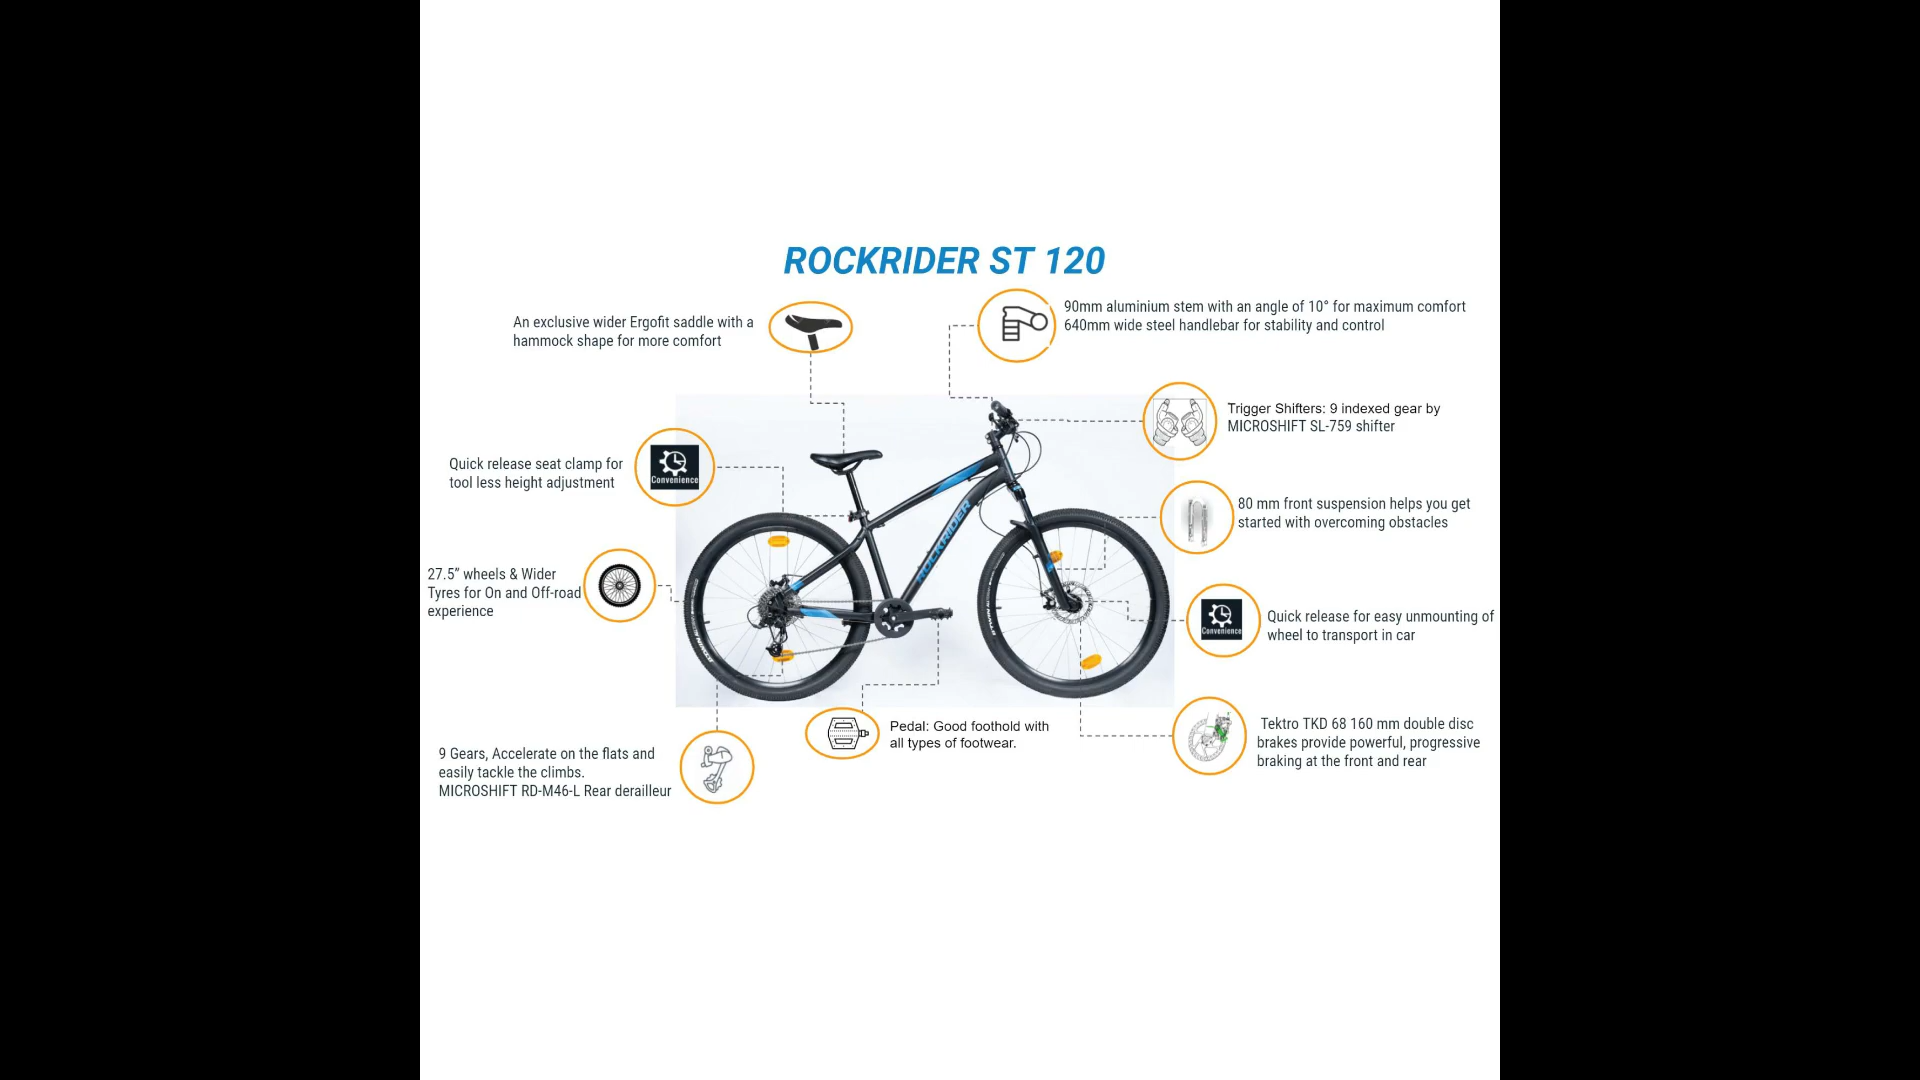 ROCKRIDER ST 120
An exclusive wider Ergofit saddle with a
hammock shape for more comfort
90mm aluminium stem with an angle of 10° for maximum comfort
640mm wide steel handlebar for stability and control
Trigger Shifters: 9 indexed gear by
MICROSHIFT SL-759 shifter
Quick release seat clamp for
tool less height adjustment
Convenience
80 mm front suspension helps you get
started with overcoming obstacles
27.5” wheels & Wider
Tyres for On and Off-road
experience
ROCKRIDER
BTWIN
BTWIN
Convenience
Quick release for easy unmounting of
wheel to transport in car
Pedal: Good foothold with
all types of footwear.
Tektro TKD 68 160 mm double disc
brakes provide powerful, progressive
braking at the front and rear
9 Gears, Accelerate on the flats and
easily tackle the climbs.
MICROSHIFT RD-M46-L Rear derailleur